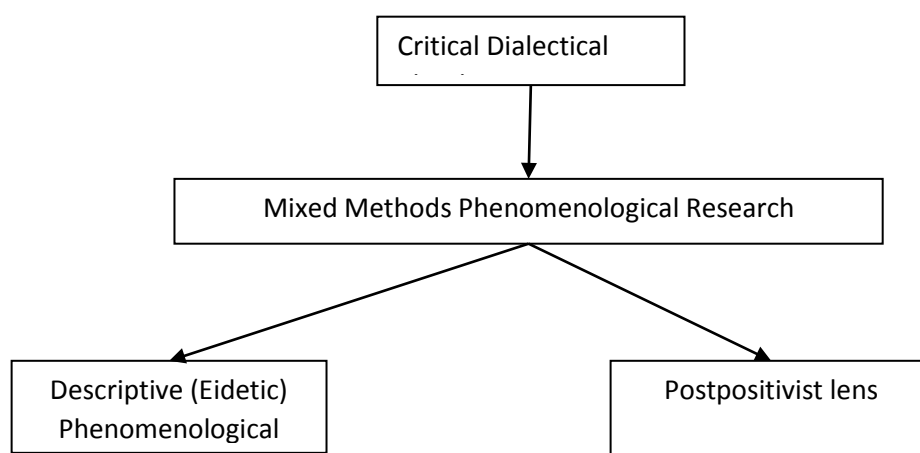 Critical Dialectical
Mixed Methods Phenomenological Research
Descriptive (Eidetic)
Phenomenological
Postpositivist lens